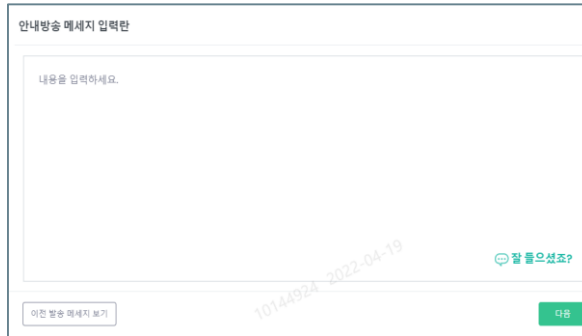 안내방송 메세지 입력란
내용을 입력하세요.
잘 들으셨죠?
10144924 2022-04-19
이전 발송 메세지 보기
다음